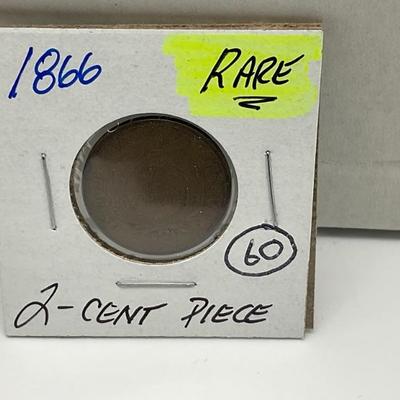 1866 RARE
60
2-CENT PIECE